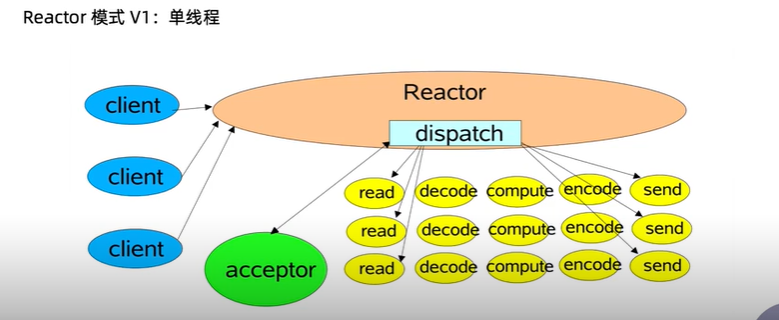 Reactor 模式 V1：单线程
Reactor
client
dispatch
client
read decode compute encode send
read decode compute encode send
client
acceptor
read decode compute encode send